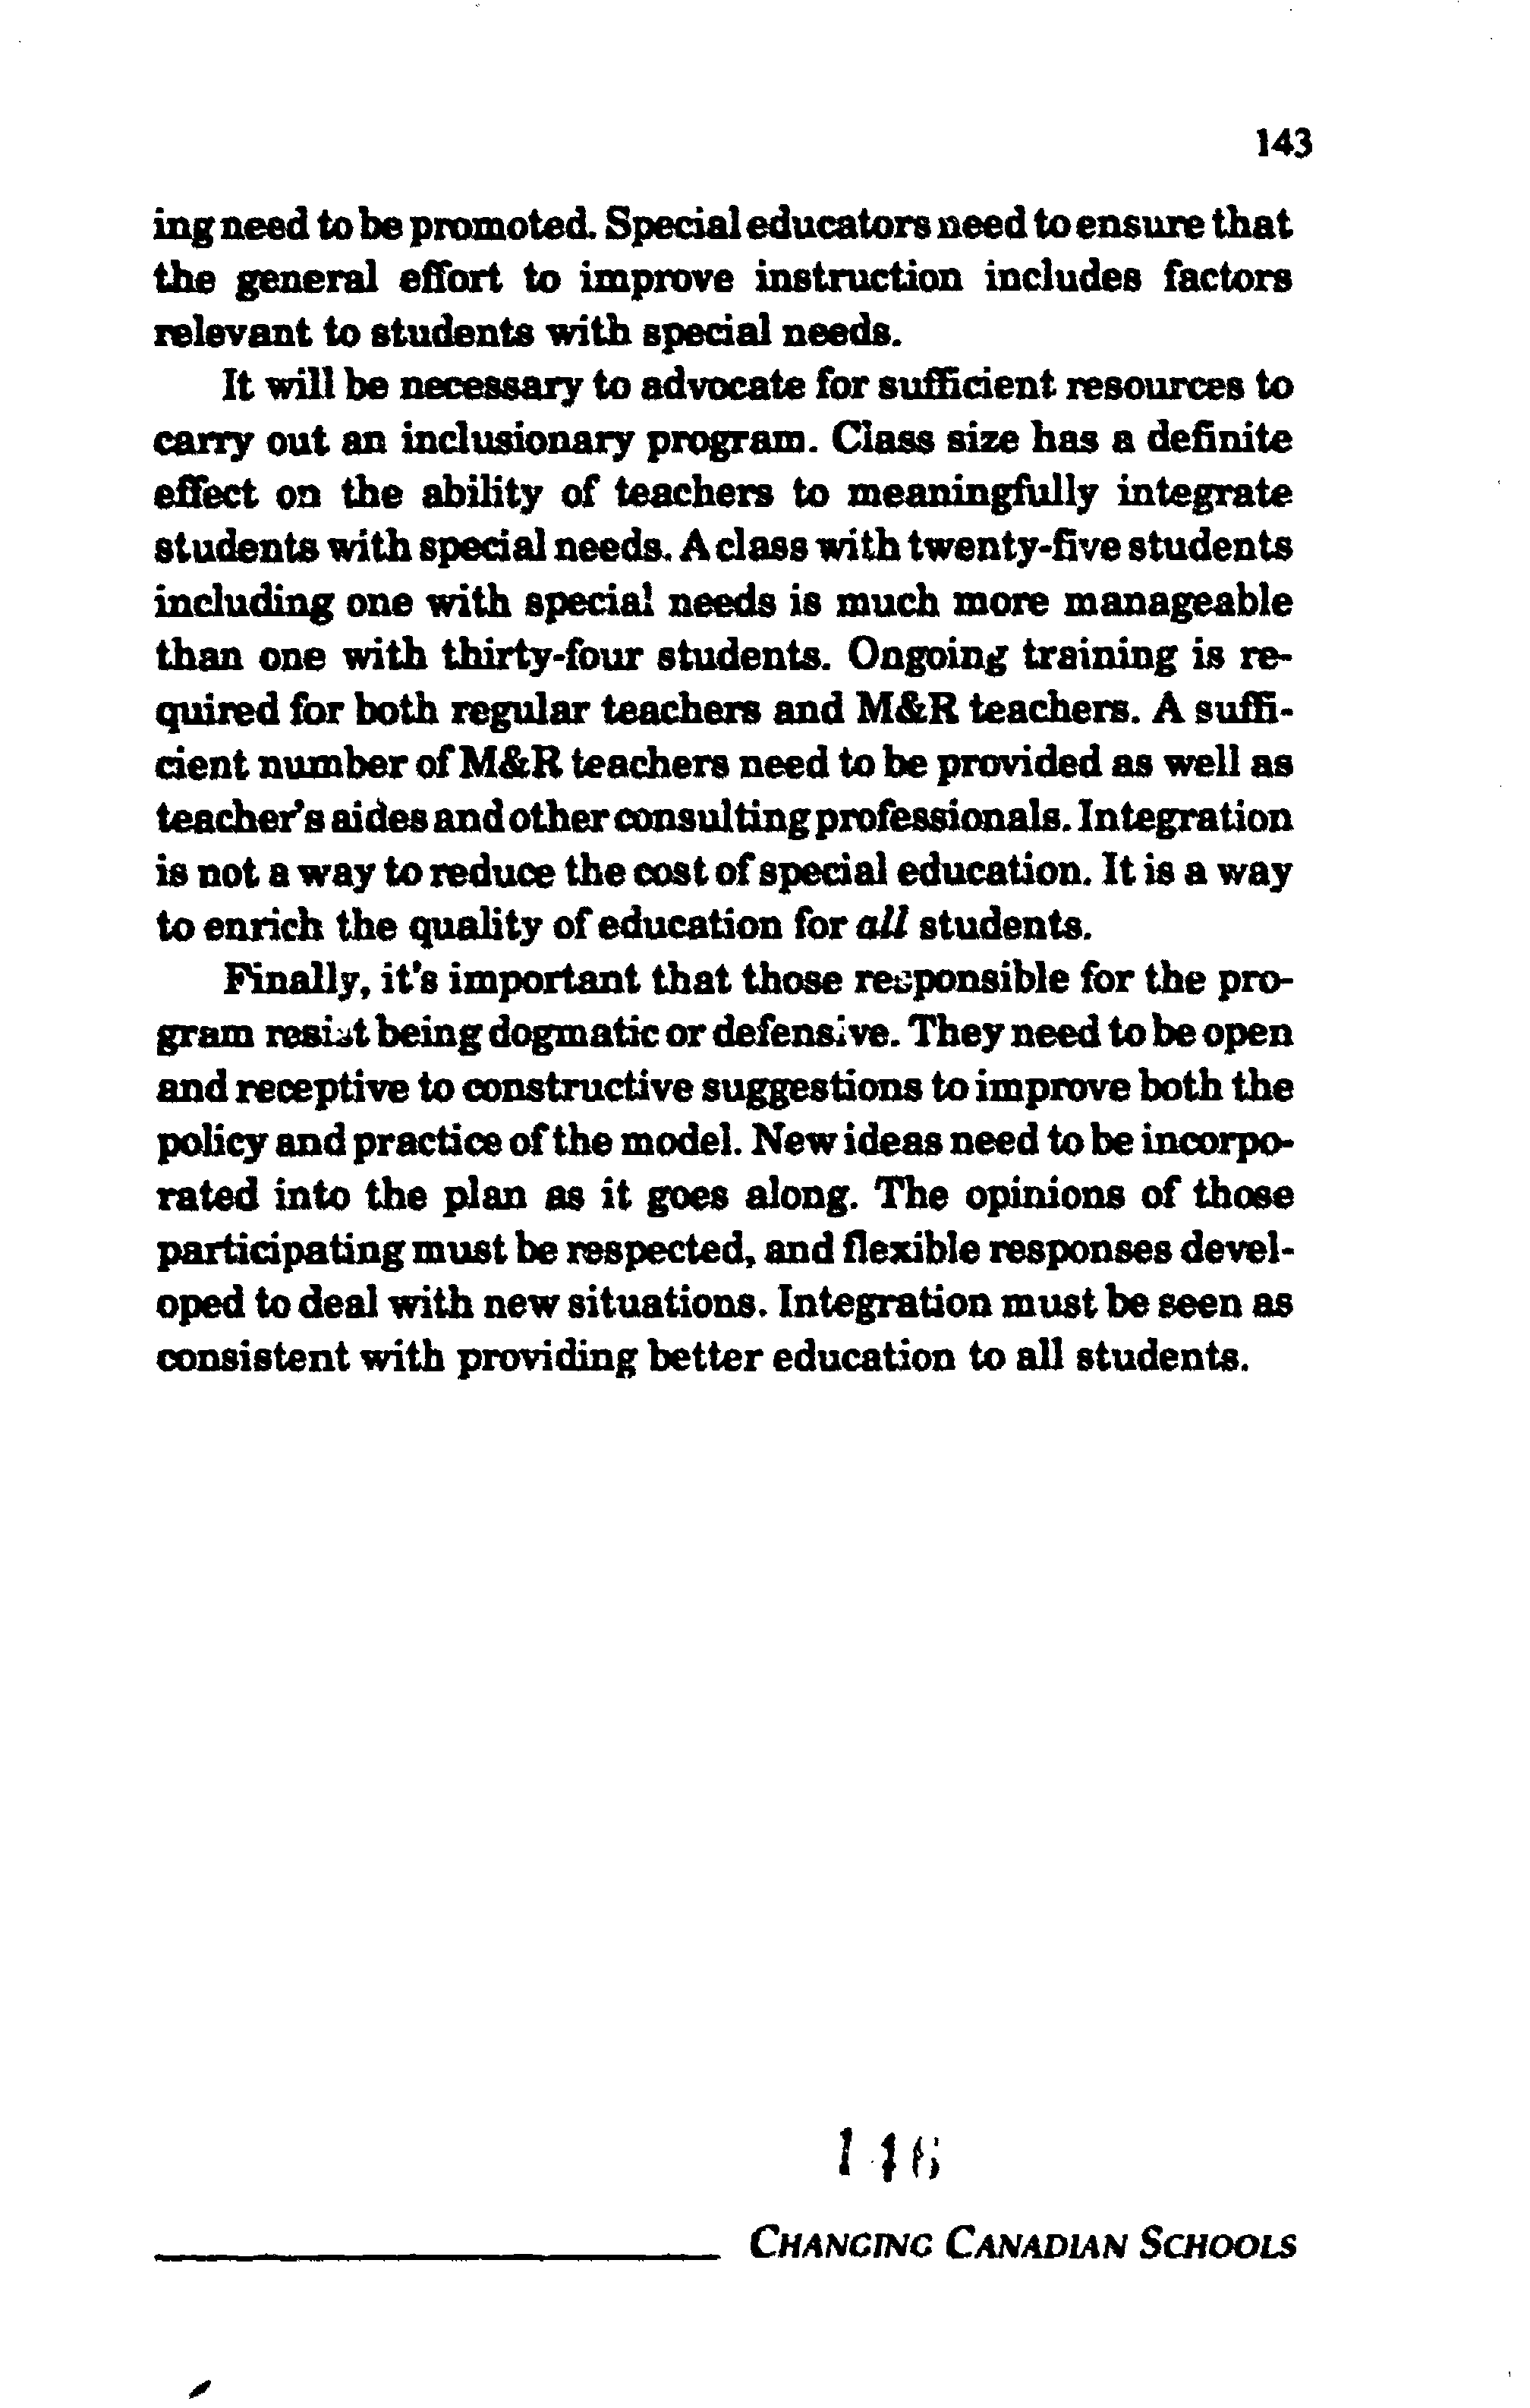 143
ing need to be promoted. Special educators need to ensure that
the general effort to improve instruction includes factors
relevant to students with special needs.
It will be necessary to advocate for sufficient resources to
carry out an inclusionary program. Class size has a definite
effect on the ability of teachers to meaningfully integrate
students with special needs. A class with twenty-five students
including one with special needs is much more manageable
than one with thirty-four students. Ongoing training is re-
quired for both regular teachers and M&R teachers. A suffi-
cient number of M&R teachers need to be provided as well as
teacher's aides and other consulting professionals. Integration
is not a way to reduce the cost of special education. It is a way
to enrich the quality of education for all students.
Finally, it's important that those responsible for the pro-
gram resist being dogmatic or defensive. They need to be open
and receptive to constructive suggestions to improve both the
policy and practice of the model. New ideas need to be incorpo-
rated into the plan as it goes along. The opinions of those
participating must be respected, and flexible responses devel-
oped to deal with new situations. Integration must be seen as
consistent with providing better education to all students.
CHANGING CANADIAN SCHOOLS